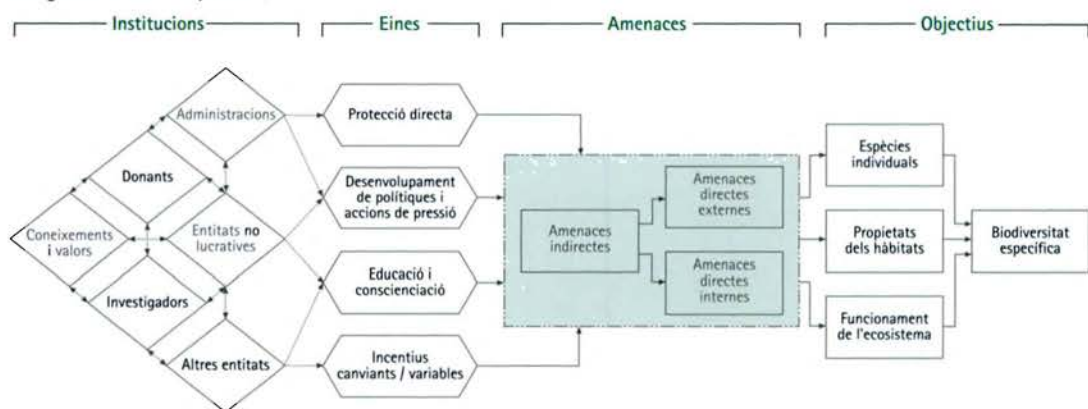 Institucions
Eines
Amenaces
Objectius
Administracions
Donants
Coneixements
i valors
Entitats no
lucratives
Investigadors
Altres entitats
Protecció directa
Desenvolupament
de polítiques i
accions de pressió
Educació i
conscienciació
Incentius
canviants / variables
Amenaces
indirectes
Amenaces
directes
externes
Amenaces
directes
internes
Espècies
individuals
Propietats
dels hàbitats
Funcionament
de l'ecosistema
Biodiversitat
específica